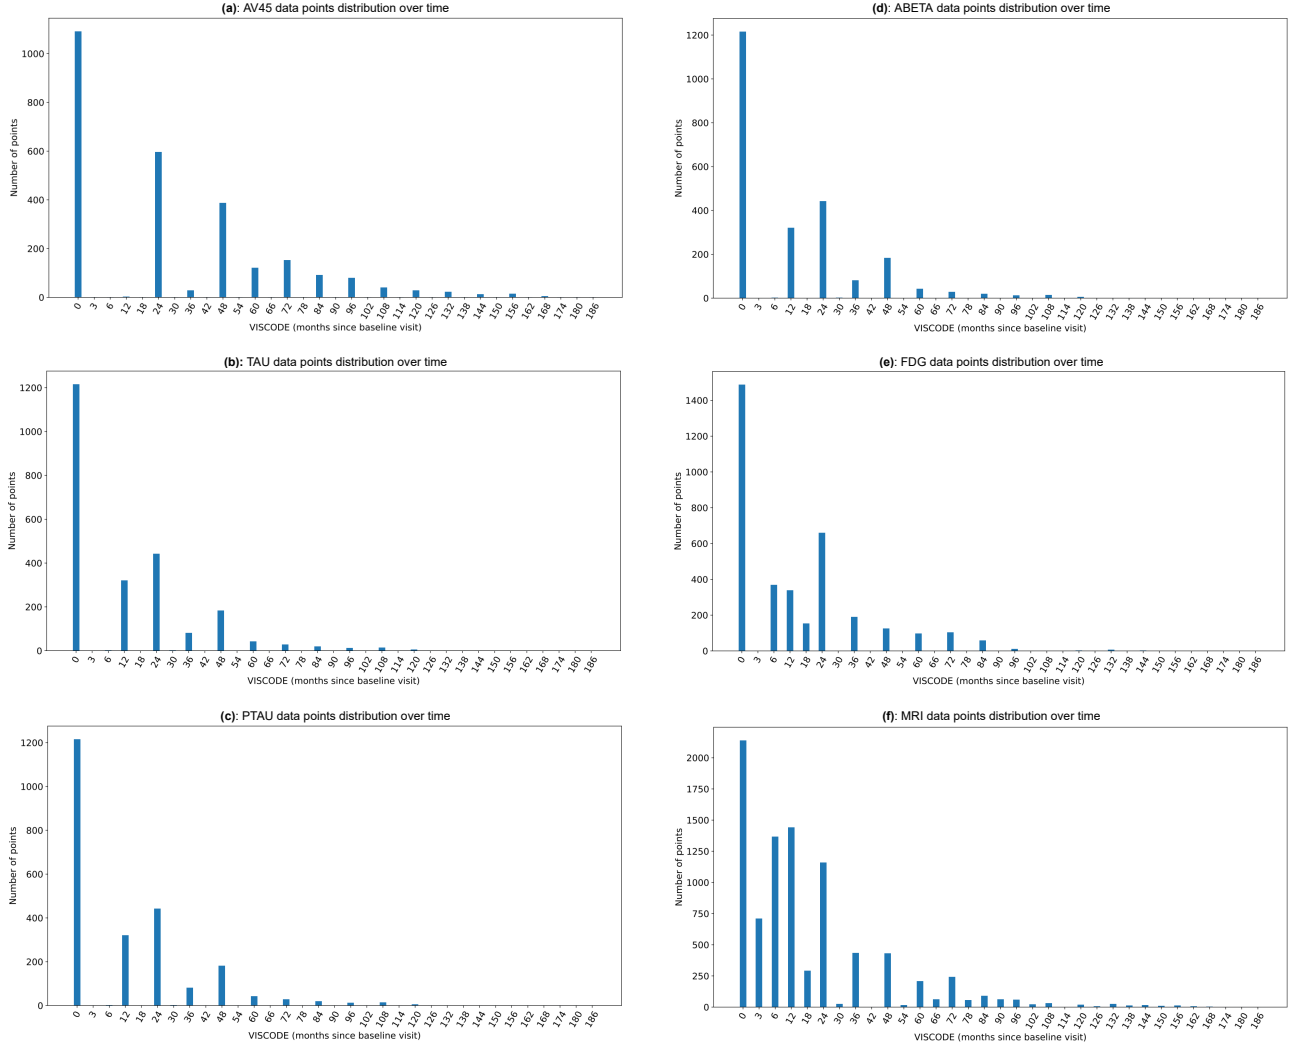 (a): AV45 data points distribution over time
Number of points
1000
800
600
400
200
0
0 3 6 12 18 24 30 36 42 48 54 60 66 72 78 84 90 96 102 108 114 120 126 132 138 144 150 156 162 168 174 180 186
VISCODE (months since baseline visit)
(b): TAU data points distribution over time
Number of points
1200
1000
800
600
400
200
0
0 3 6 12 18 24 30 36 42 48 54 60 66 72 78 84 90 96 102 108 114 120 126 132 138 144 150 156 162 168 174 180 186
VISCODE (months since baseline visit)
(c): PTAU data points distribution over time
Number of points
1200
1000
800
600
400
200
0
0 3 6 12 18 24 30 36 42 48 54 60 66 72 78 84 90 96 102 108 114 120 126 132 138 144 150 156 162 168 174 180 186
VISCODE (months since baseline visit)
(d): ABETA data points distribution over time
Number of points
1200
1000
800
600
400
200
0
0 3 6 12 18 24 30 36 42 48 54 60 66 72 78 84 90 96 102 108 114 120 126 132 138 144 150 156 162 168 174 180 186
VISCODE (months since baseline visit)
(e): FDG data points distribution over time
Number of points
1400
1200
1000
800
600
400
200
0
0 3 6 12 18 24 30 36 42 48 54 60 66 72 78 84 90 96 102 108 114 120 126 132 138 144 150 156 162 168 174 180 186
VISCODE (months since baseline visit)
(f): MRI data points distribution over time
Number of points
2000
1750
1500
1250
1000
750
500
250
0
0 3 6 12 18 24 30 36 42 48 54 60 66 72 78 84 90 96 102 108 114 120 126 132 138 144 150 156 162 168 174 180 186
VISCODE (months since baseline visit)